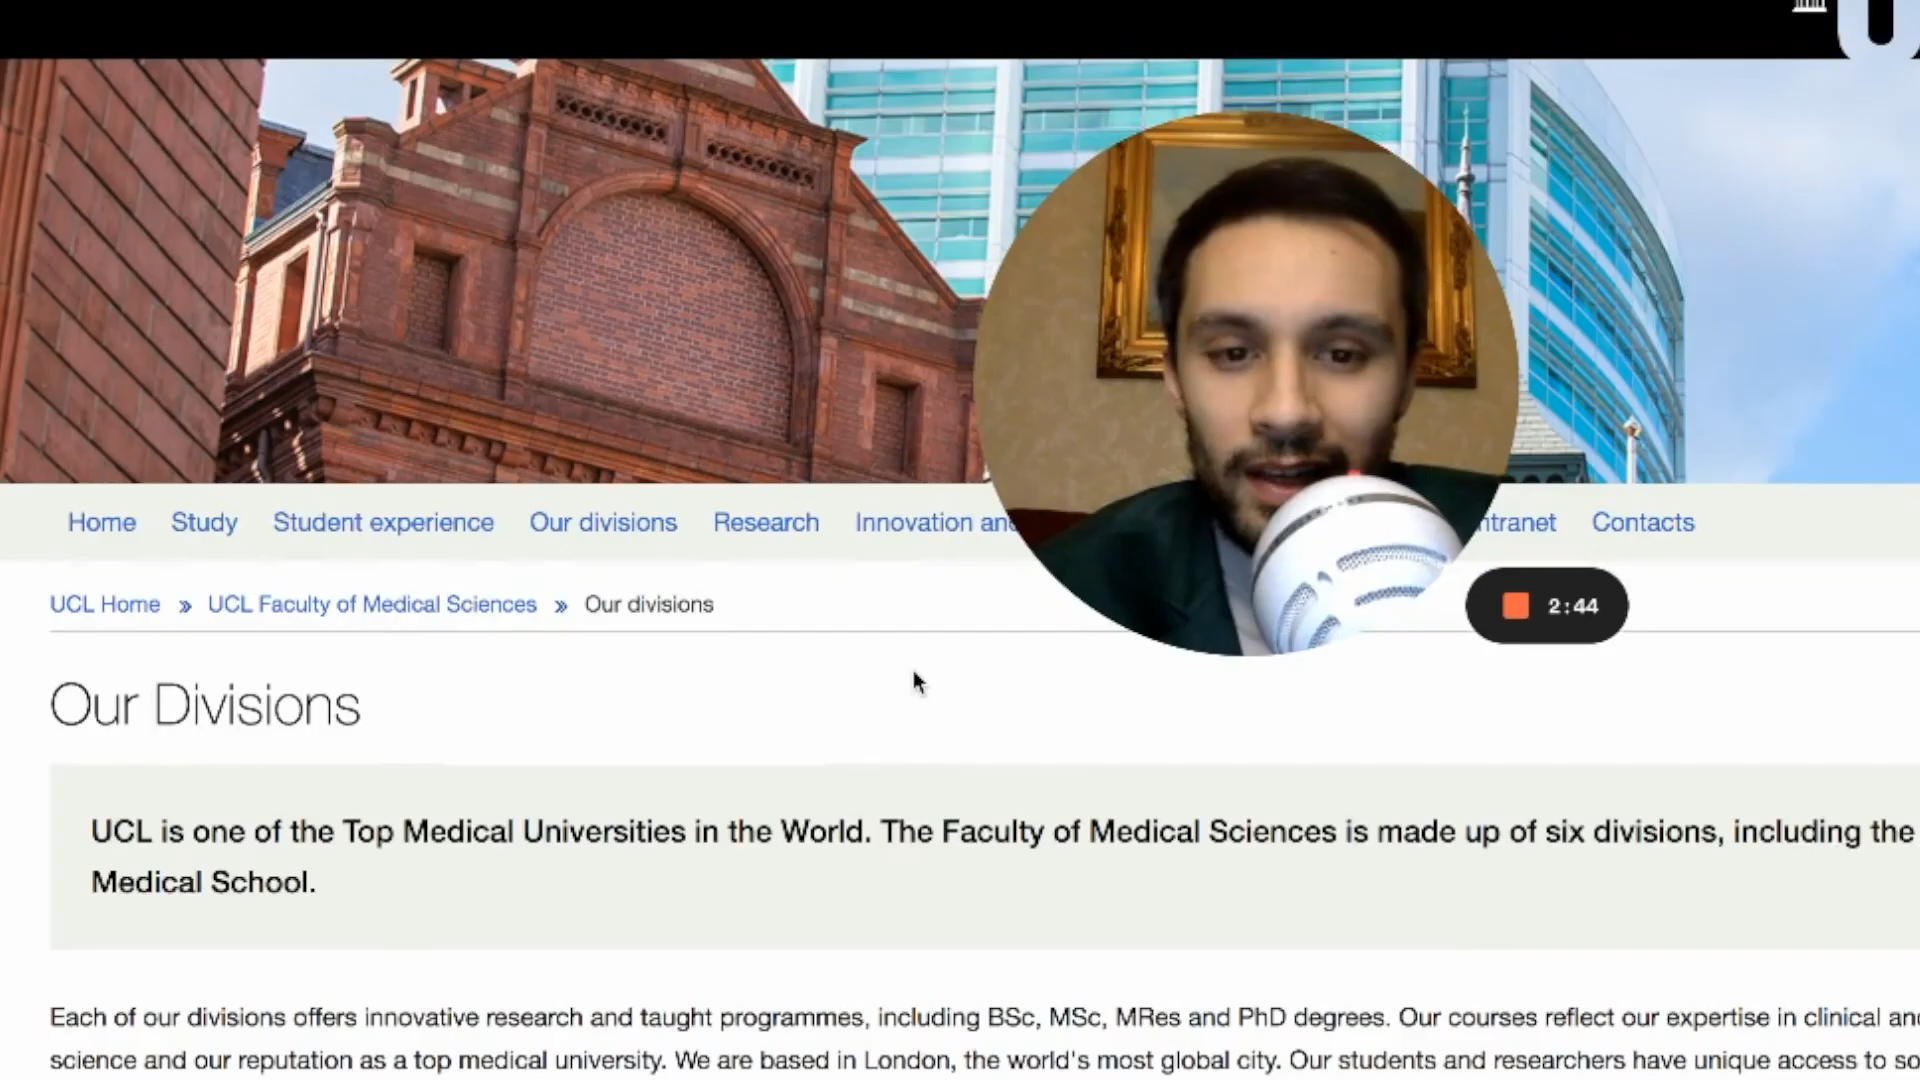 Home Study Student experience Our divisions Research Innovation Contacts
UCL Home » UCL Faculty of Medical Sciences » Our divisions
2:44
Our Divisions
UCL is one of the Top Medical Universities in the World. The Faculty of Medical Sciences is made up of six divisions, including the
Medical School.
Each of our divisions offers innovative research and taught programmes, including BSc, MSc, MRes and PhD degrees. Our courses reflect our expertise in clinical
science and our reputation as a top medical university. We are based in London, the world's most global city. Our students and researchers have unique access to